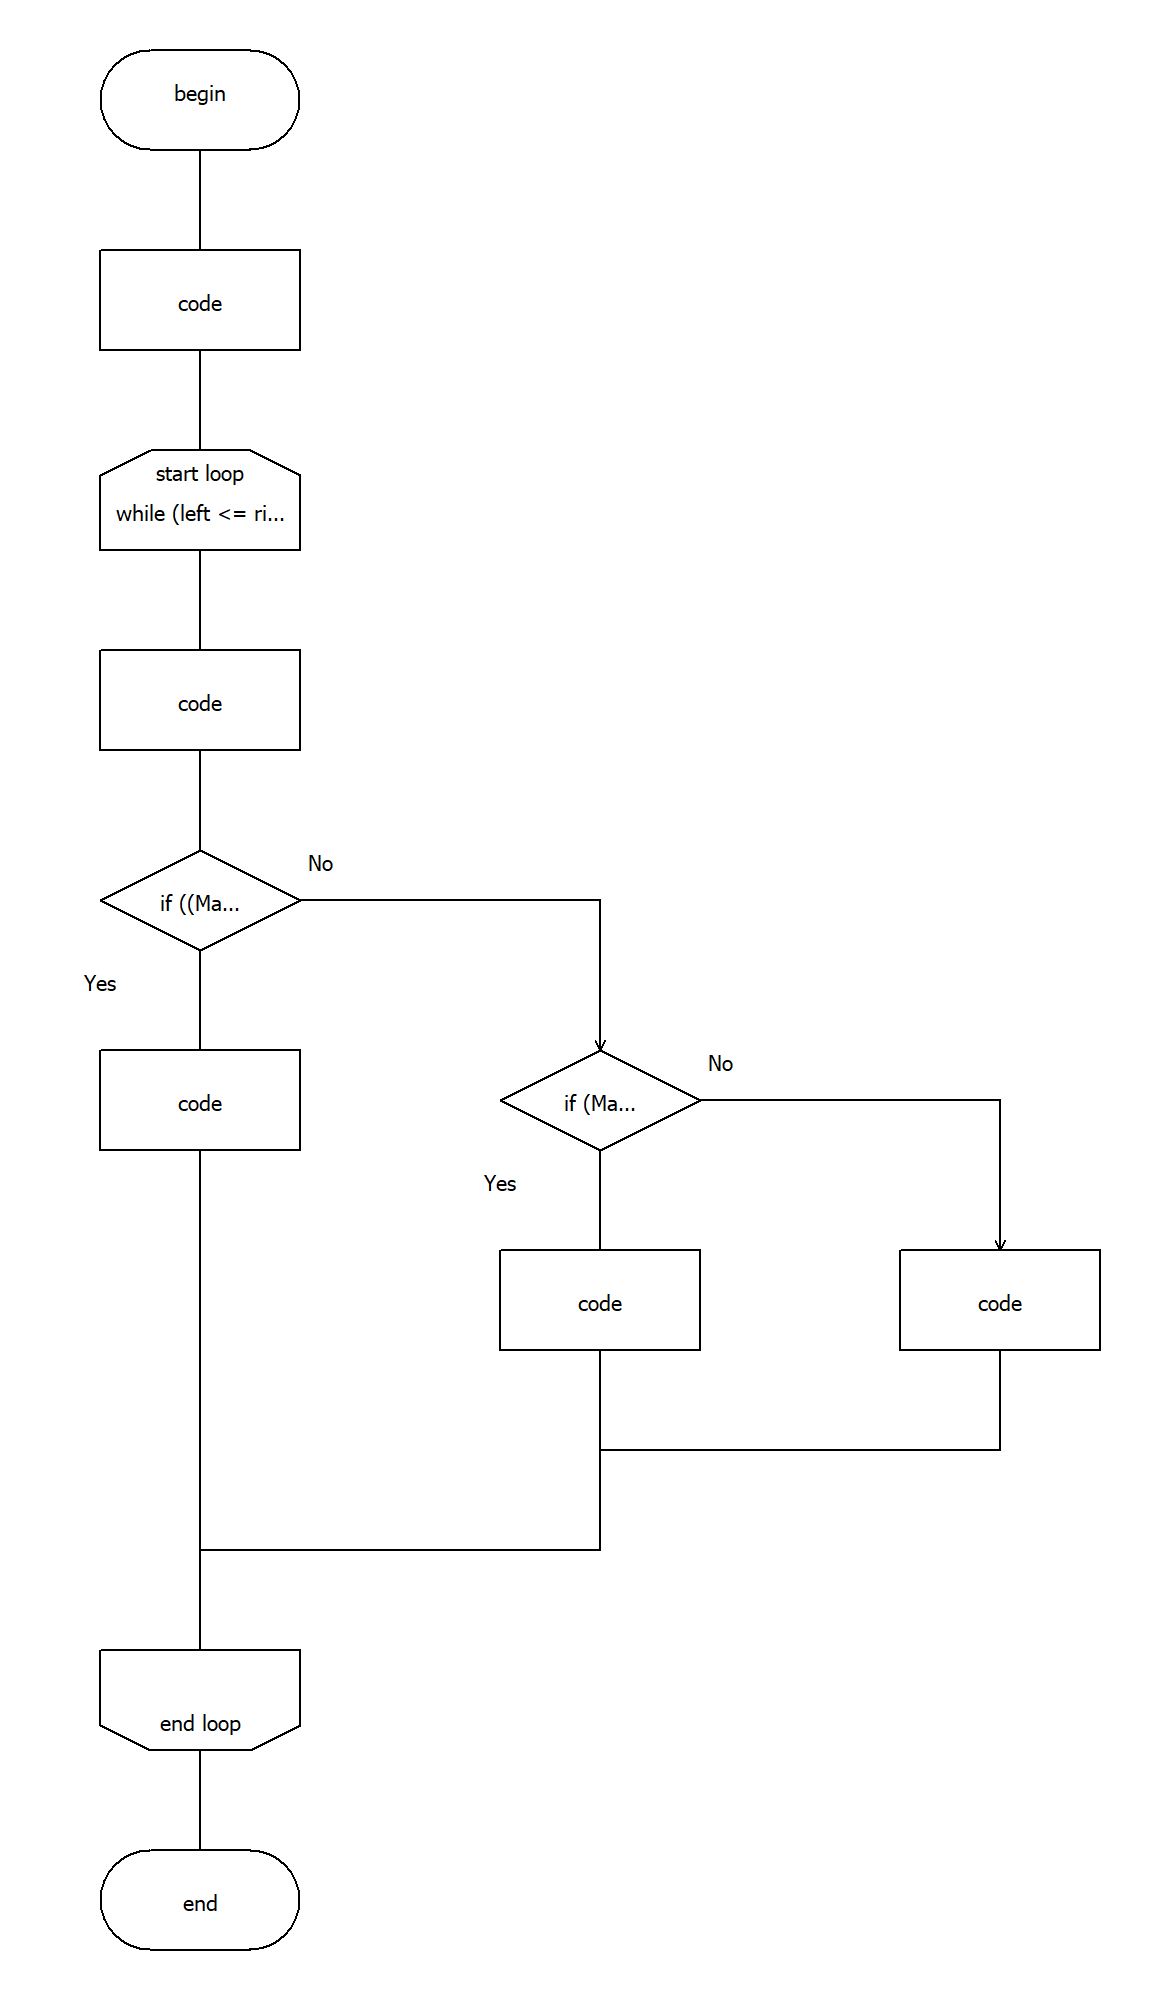 begin
code
start loop
while (left <= ri...
code
if ((Ma...
No
Yes
code
if (Ma...
No
Yes
code
code
end loop
end